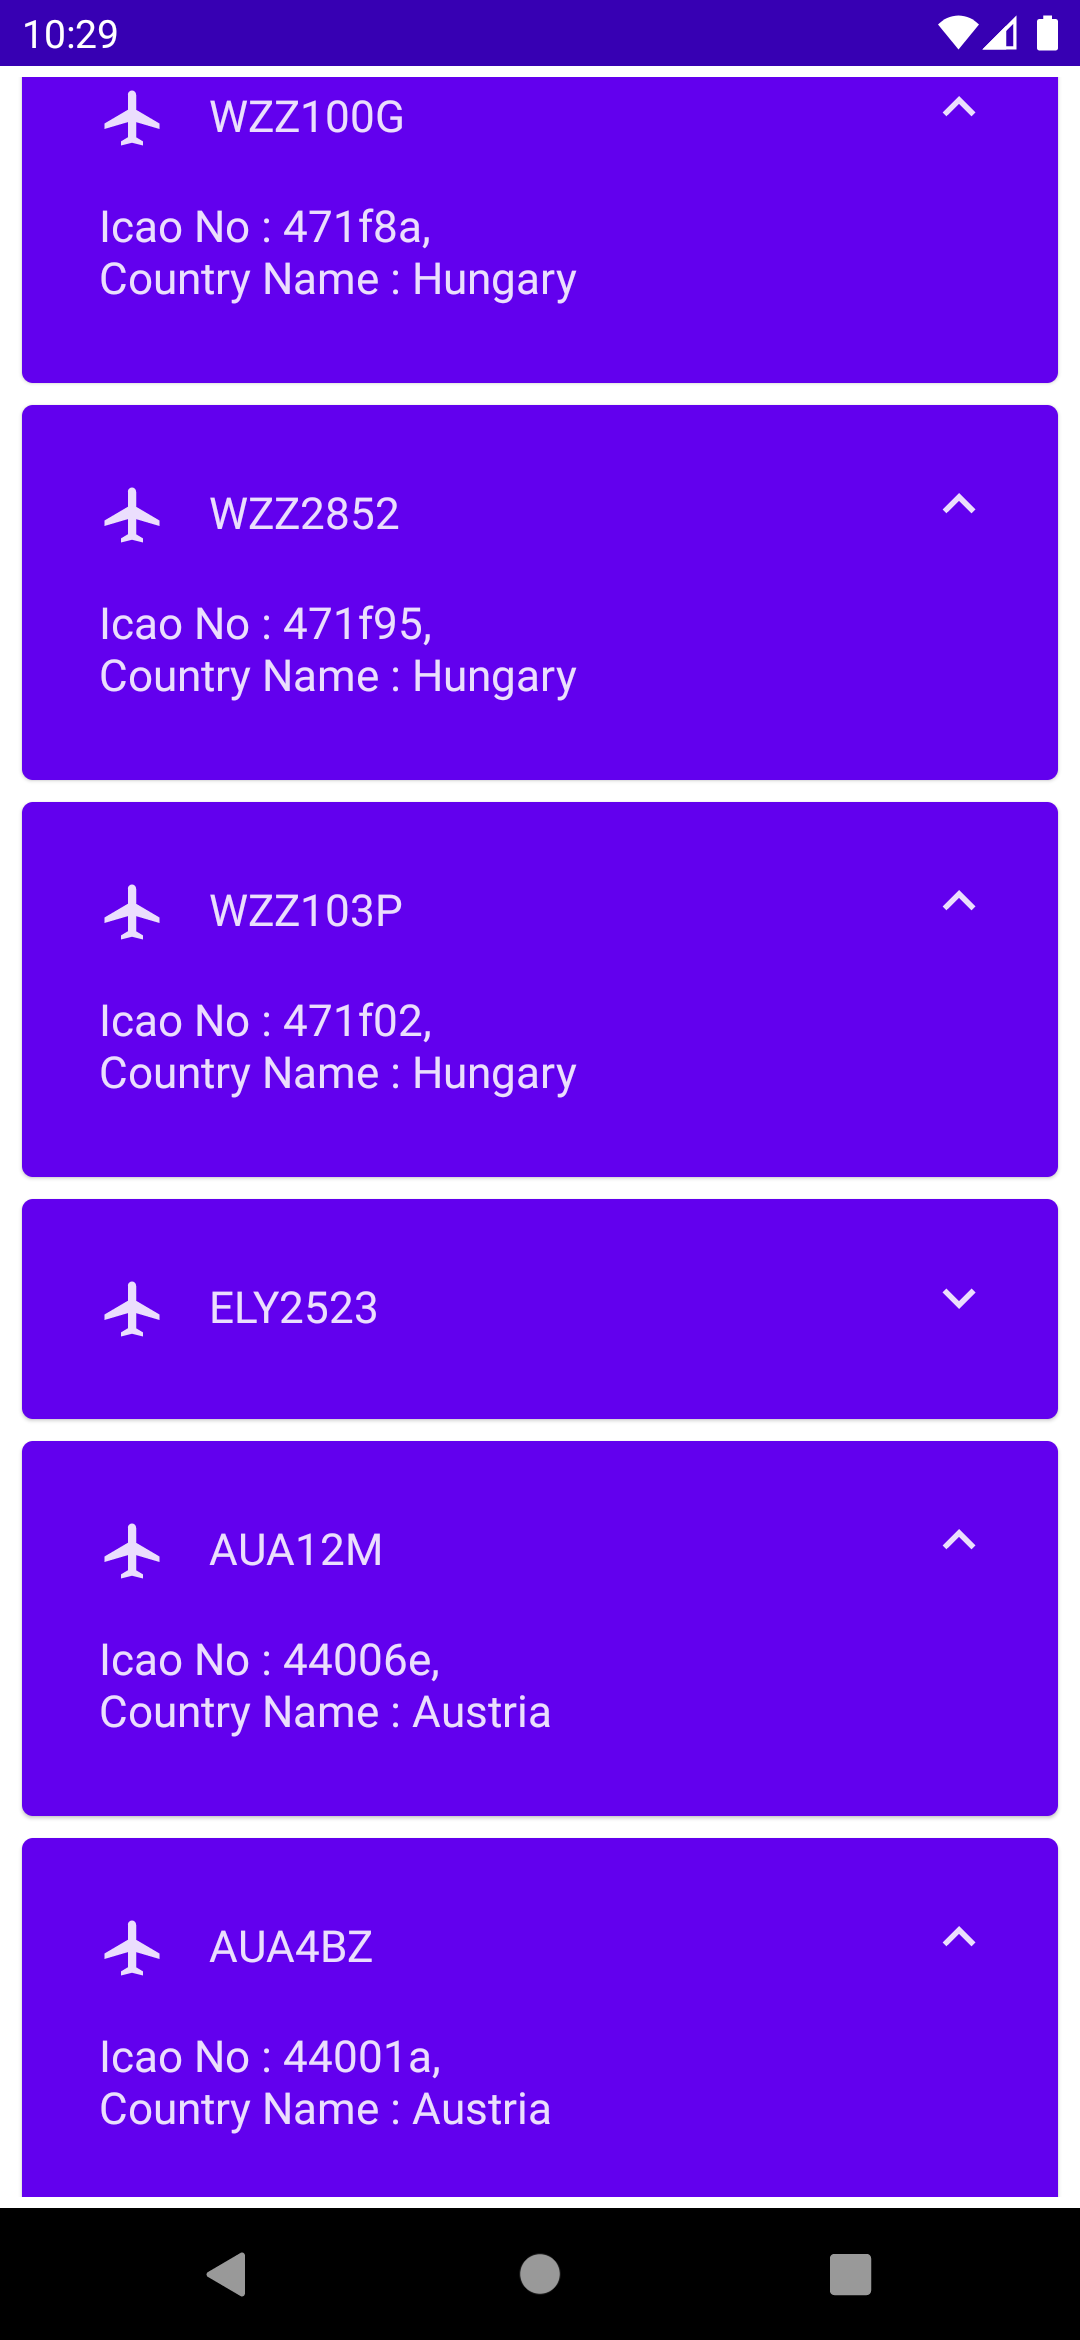 10:29
WZZ100G
Icao No : 471f8a,
Country Name : Hungary
WZZ2852
Icao No : 471f95,
Country Name : Hungary
WZZ103P
Icao No : 471f02,
Country Name : Hungary
ELY2523
AUA12M
Icao No : 44006e,
Country Name : Austria
AUA4BZ
Icao No : 44001a,
Country Name : Austria